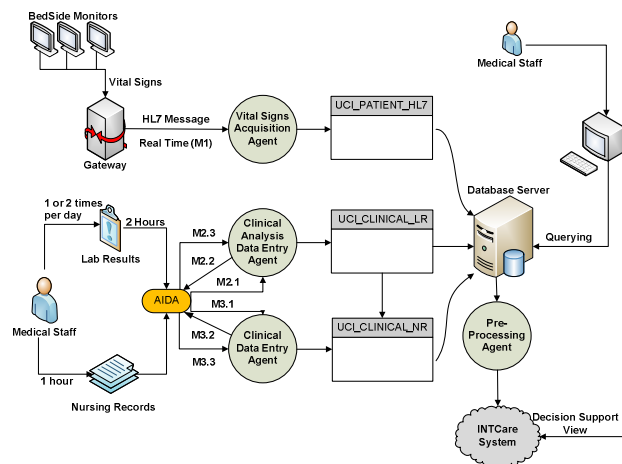 BedSide Monitors
Vital Signs
Gateway
HL7 Message
Real Time (M1)
Vital Signs
Acquisition
Agent
UCI_PATIENT_HL7
Medical Staff
Database Server
Querying
1 or 2 times
per day
2 Hours
Lab Results
Medical Staff
1 hour
Nursing Records
AIDA
M2.3
M2.2
M2.1
M3.1
M3.2
M3.3
Clinical
Analysis
Data Entry
Agent
UCI_CLINICAL_LR
Clinical
Data Entry
Agent
UCI_CLINICAL_NR
Pre-
Processing
Agent
INTCare
System
Decision Support
View